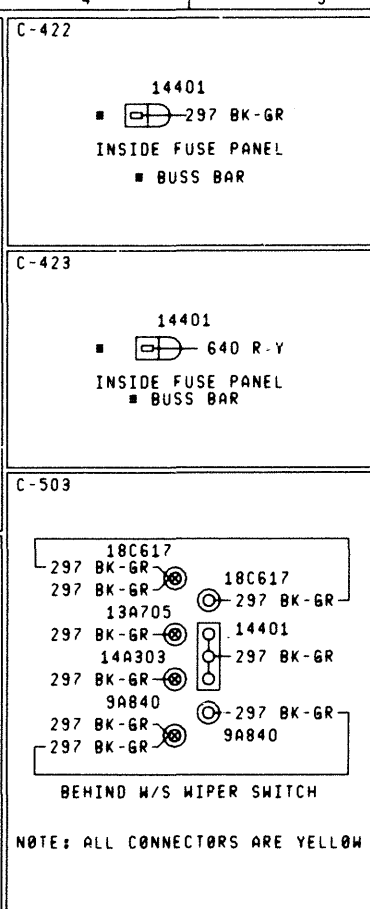 C-422
14401
■ 297 BK-GR
INSIDE FUSE PANEL
■ BUSS BAR
C-423
14401
■ 640 R-Y
INSIDE FUSE PANEL
■ BUSS BAR
C-503
18C617
297 BK-GR
297 BK-GR
18C617
297 BK-GR
13A705
297 BK-GR
14401
297 BK-GR
14A303
297 BK-GR
9A840
297 BK-GR
297 BK-GR
297 BK-GR
9A840
BEHIND W/S WIPER SWITCH
NOTE: ALL CONNECTORS ARE YELLOW